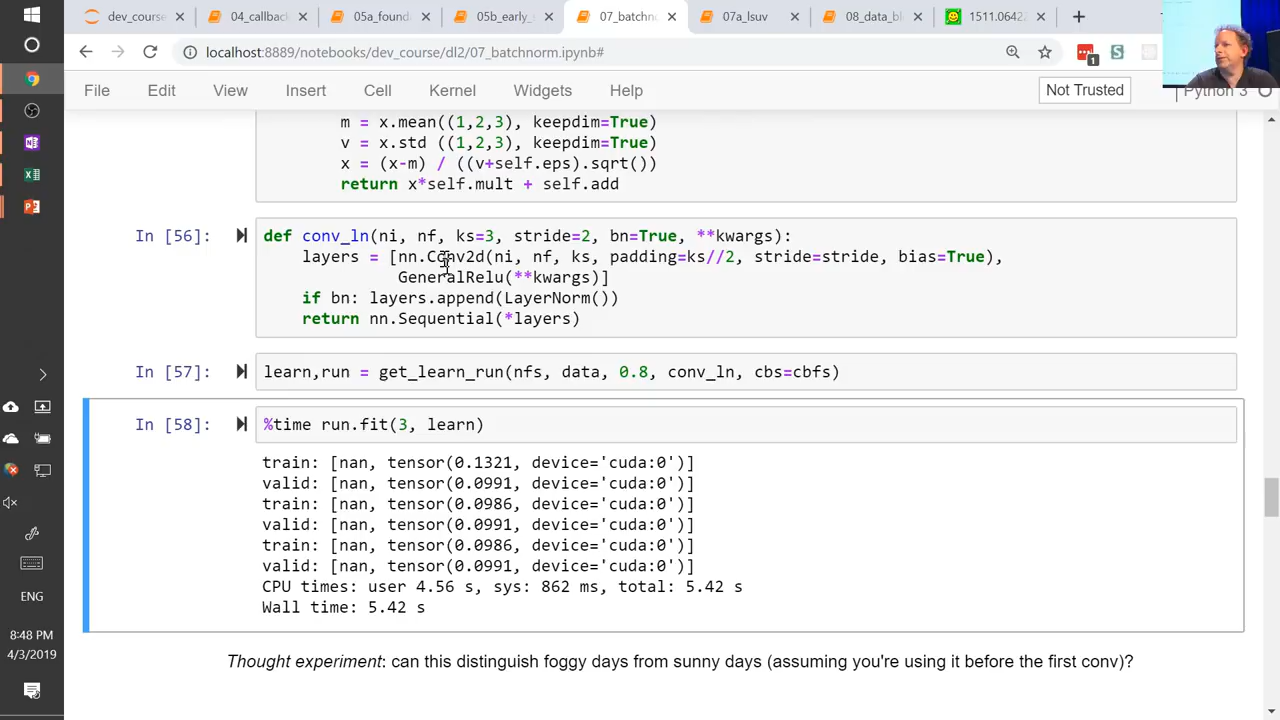 dev_course
04_callback
05a_found
05b_early_
07_batchno
07a_lsuv
08_data_bl
1511.0642
localhost:8889/notebooks/dev_course/dl2/07_batchnorm.ipynb#
1
File Edit View Insert Cell Kernel Widgets Help Not Trusted Python 3
m = x.mean((1,2,3), keepdim=True)
v = x.std ((1,2,3), keepdim=True)
x = (x-m) / ((v+self.eps).sqrt())
return x*self.mult + self.add
In [56]: def conv_ln(ni, nf, ks=3, stride=2, bn=True, **kwargs):
layers = [nn.Conv2d(ni, nf, ks, padding=ks//2, stride=stride, bias=True),
GeneralRelu(**kwargs)]
if bn: layers.append(LayerNorm())
return nn.Sequential(*layers)
In [57]: learn,run = get_learn_run(nfs, data, 0.8, conv_ln, cbs=cbfs)
In [58]: %time run.fit(3, learn)
train: [nan, tensor(0.1321, device='cuda:0')]
valid: [nan, tensor(0.0991, device='cuda:0')]
train: [nan, tensor(0.0986, device='cuda:0')]
valid: [nan, tensor(0.0991, device='cuda:0')]
train: [nan, tensor(0.0986, device='cuda:0')]
valid: [nan, tensor(0.0991, device='cuda:0')]
CPU times: user 4.56 s, sys: 862 ms, total: 5.42 s
Wall time: 5.42 s
Thought experiment: can this distinguish foggy days from sunny days (assuming you're using it before the first conv)?
ENG
8:48 PM
4/3/2019